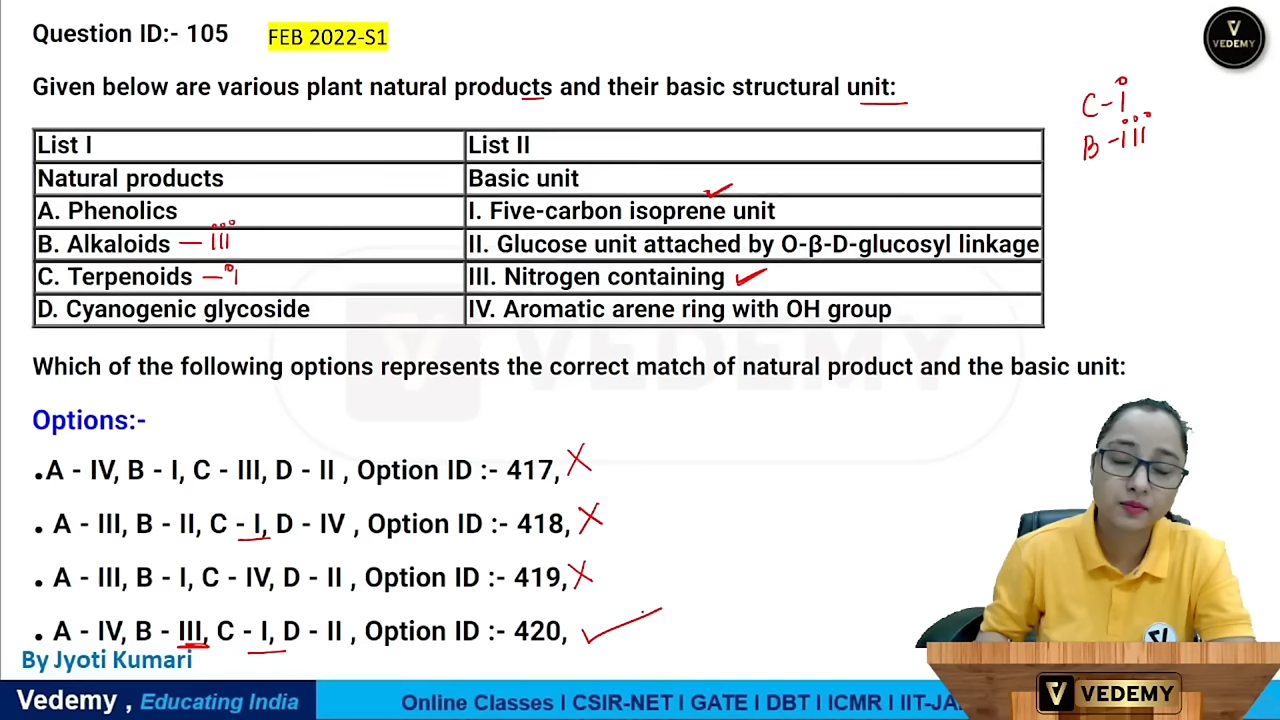 Question ID:- 105 FEB 2022-S1
VEDEMY
Given below are various plant natural products and their basic structural unit:
C - I
B - III
List I List II
Natural products Basic unit
A. Phenolics I. Five-carbon isoprene unit
B. Alkaloids — III II. Glucose unit attached by O-β-D-glucosyl linkage
C. Terpenoids — I III. Nitrogen containing
D. Cyanogenic glycoside IV. Aromatic arene ring with OH group
VEDEMY
Which of the following options represents the correct match of natural product and the basic unit:
Options:-
.A - IV, B - I, C - III, D - II , Option ID :- 417,
. A - III, B - II, C - I, D - IV , Option ID :- 418,
. A - III, B - I, C - IV, D - II , Option ID :- 419,
. A - IV, B - III, C - I, D - II , Option ID :- 420,
By Jyoti Kumari
VEDEMY
Vedemy , Educating India Online Classes I CSIR-NET I GATE I DBT I ICMR I IIT-JA